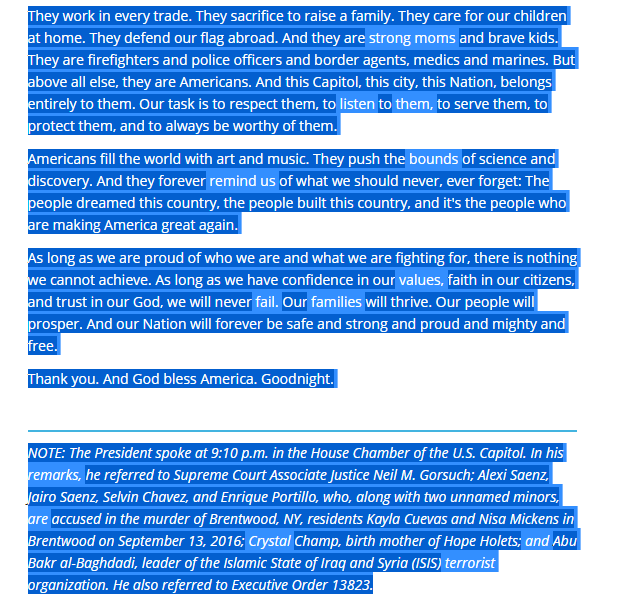 They work in every trade. They sacrifice to raise a family. They care for our children
at home. They defend our flag abroad. And they are strong moms and brave kids.
They are firefighters and police officers and border agents, medics and marines. But
above all else, they are Americans. And this Capitol, this city, this Nation, belongs
entirely to them. Our task is to respect them, to listen to them, to serve them, to
protect them, and to always be worthy of them.
Americans fill the world with art and music. They push the bounds of science and
discovery. And they forever remind us of what we should never, ever forget: The
people dreamed this country, the people built this country, and it's the people who
are making America great again.
As long as we are proud of who we are and what we are fighting for, there is nothing
we cannot achieve. As long as we have confidence in our values, faith in our citizens,
and trust in our God, we will never fail. Our families will thrive. Our people will
prosper. And our Nation will forever be safe and strong and proud and mighty and
free.
Thank you. And God bless America. Goodnight.
NOTE: The President spoke at 9:10 p.m. in the House Chamber of the U.S. Capitol. In his
remarks, he referred to Supreme Court Associate Justice Neil M. Gorsuch; Alexi Saenz,
Jairo Saenz, Selvin Chavez, and Enrique Portillo, who, along with two unnamed minors,
are accused in the murder of Brentwood, NY, residents Kayla Cuevas and Nisa Mickens in
Brentwood on September 13, 2016; Crystal Champ, birth mother of Hope Holets; and Abu
Bakr al-Baghdadi, leader of the Islamic State of Iraq and Syria (ISIS) terrorist
organization. He also referred to Executive Order 13823.